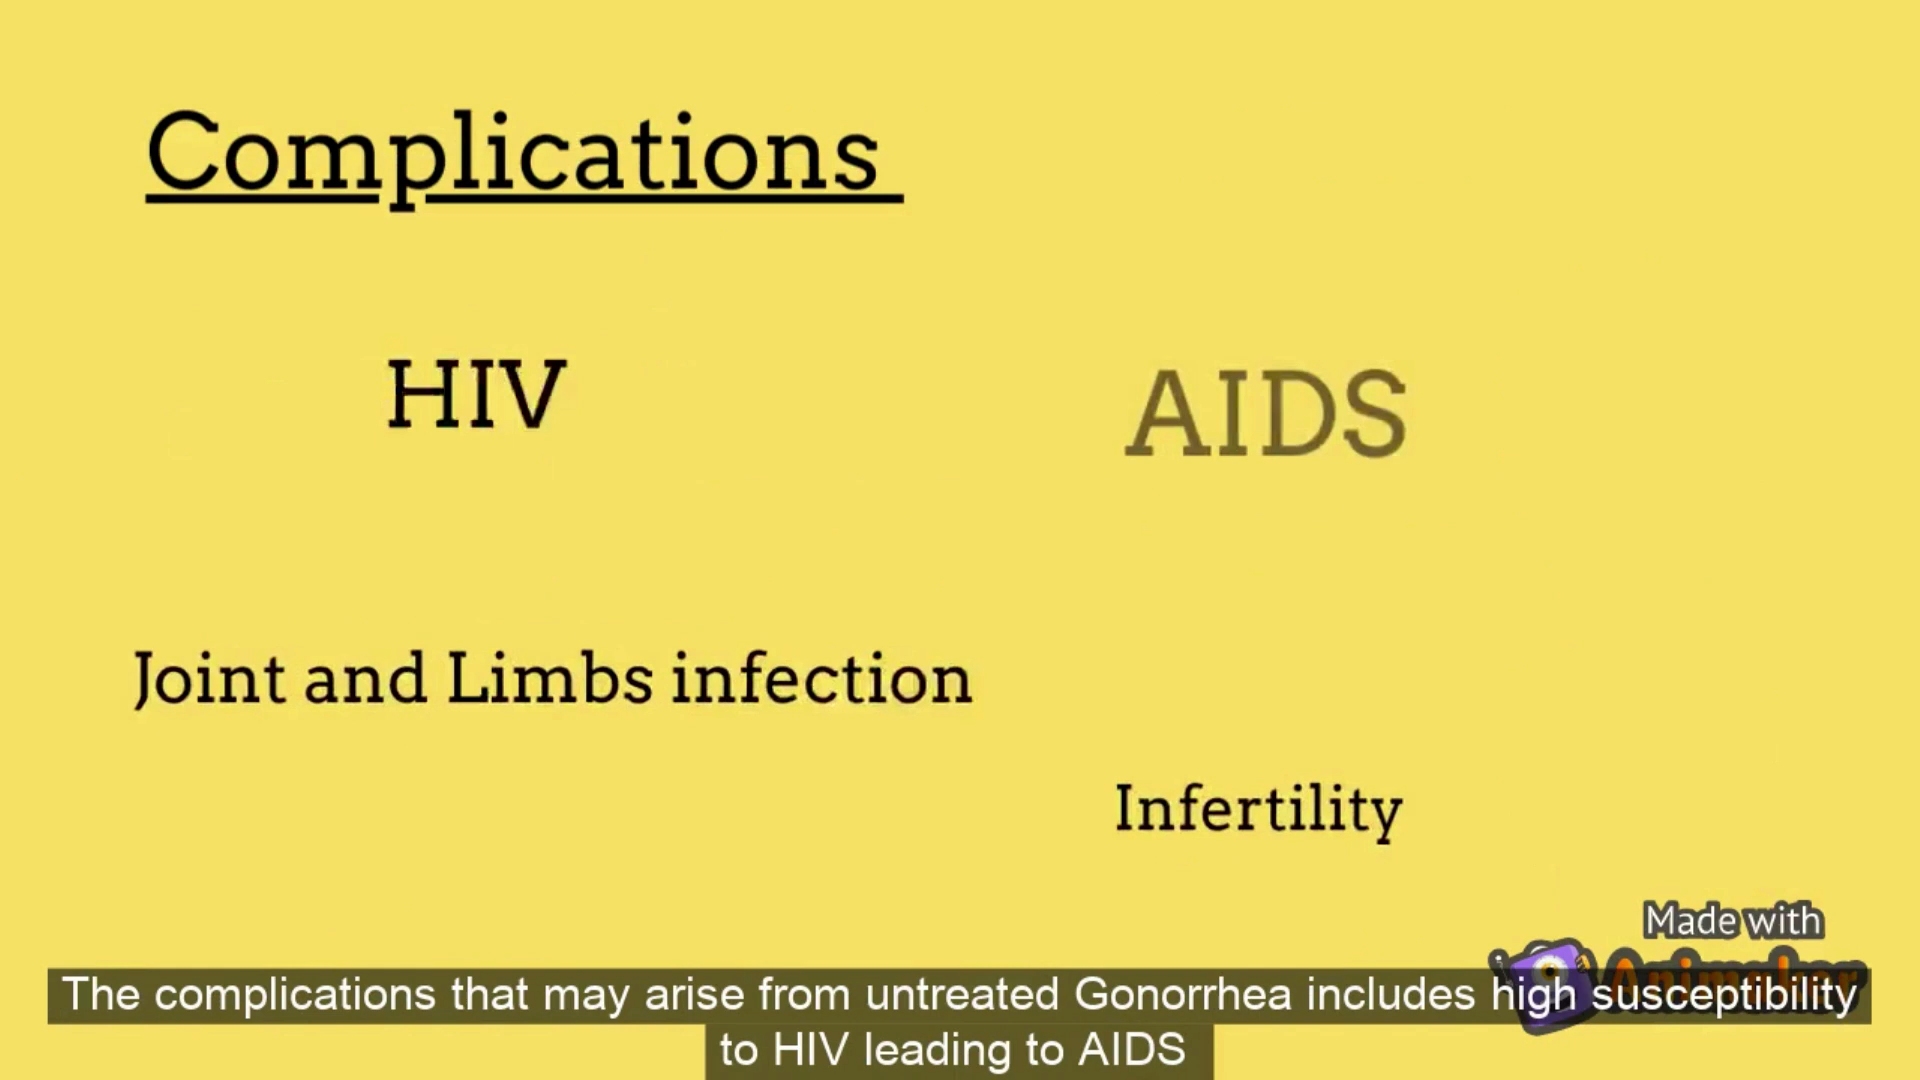 Complications
HIV
AIDS
Joint and Limbs infection
Infertility
Made with
Animaker
The complications that may arise from untreated Gonorrhea includes high susceptibility
to HIV leading to AIDS